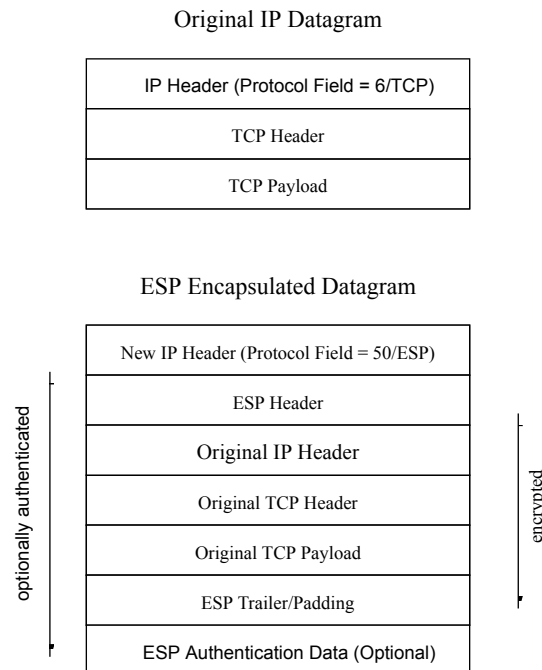 Original IP Datagram
IP Header (Protocol Field = 6/TCP)
TCP Header
TCP Payload
ESP Encapsulated Datagram
New IP Header (Protocol Field = 50/ESP)
ESP Header
Original IP Header
Original TCP Header
Original TCP Payload
ESP Trailer/Padding
ESP Authentication Data (Optional)
optionally authenticated
encrypted